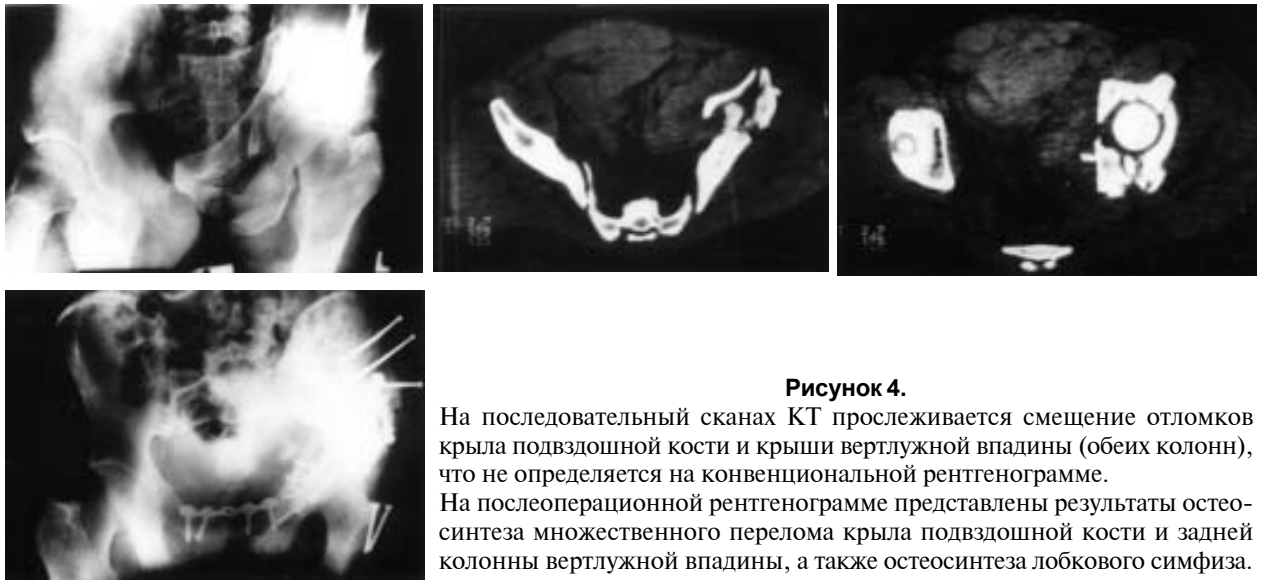 L
Рисунок 4.
На последовательный сканах КТ прослеживается смещение отломков
крыла подвздошной кости и крыши вертлужной впадины (обеих колонн),
что не определяется на конвенциональной рентгенограмме.
На послеоперационной рентгенограмме представлены результаты остео-
синтеза множественного перелома крыла подвздошной кости и задней
колонны вертлужной впадины, а также остеосинтеза лобкового симфиза.